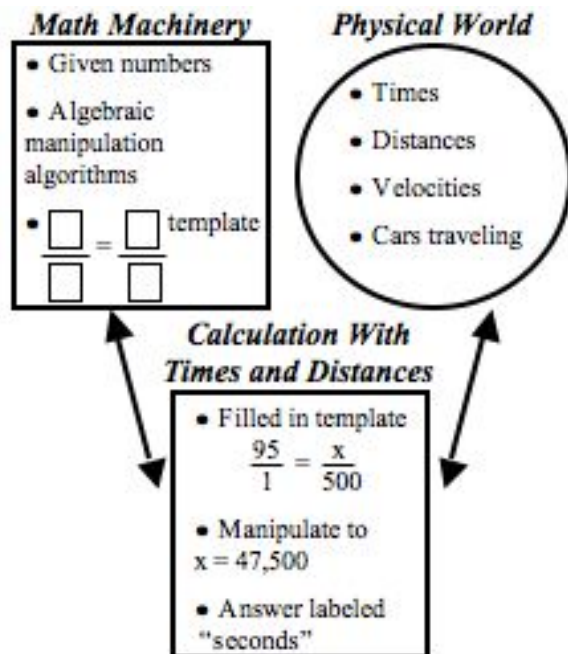 Math Machinery
• Given numbers
• Algebraic
manipulation
algorithms
• □/□ = □/□ template
Physical World
• Times
• Distances
• Velocities
• Cars traveling
Calculation With
Times and Distances
• Filled in template
95/1 = x/500
• Manipulate to
x = 47,500
• Answer labeled
“seconds”